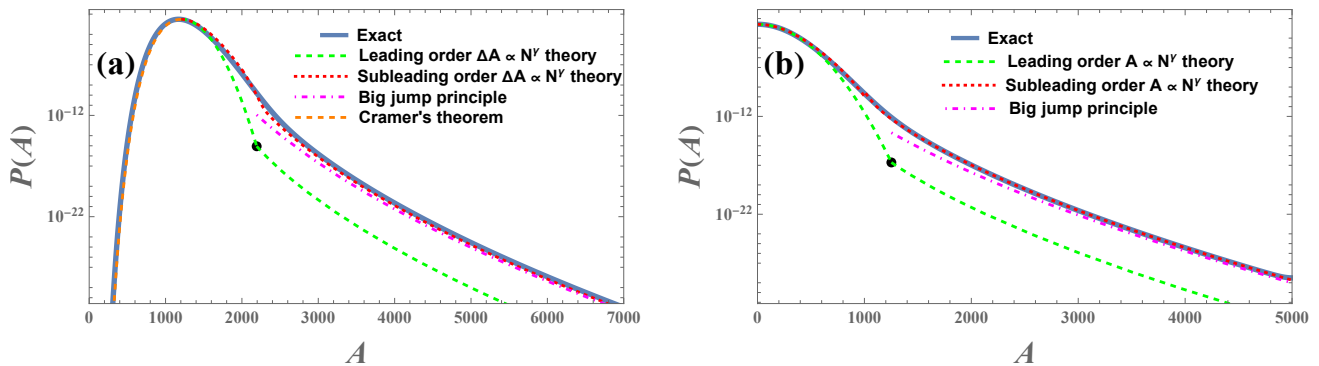 (a)
Exact
Leading order ΔA ∝ N^γ theory
Subleading order ΔA ∝ N^γ theory
Big jump principle
Cramer's theorem
P(A)
10^-12
10^-22
0 1000 2000 3000 4000 5000 6000 7000
A
(b)
Exact
Leading order A ∝ N^γ theory
Subleading order A ∝ N^γ theory
Big jump principle
P(A)
10^-12
10^-22
0 1000 2000 3000 4000 5000
A